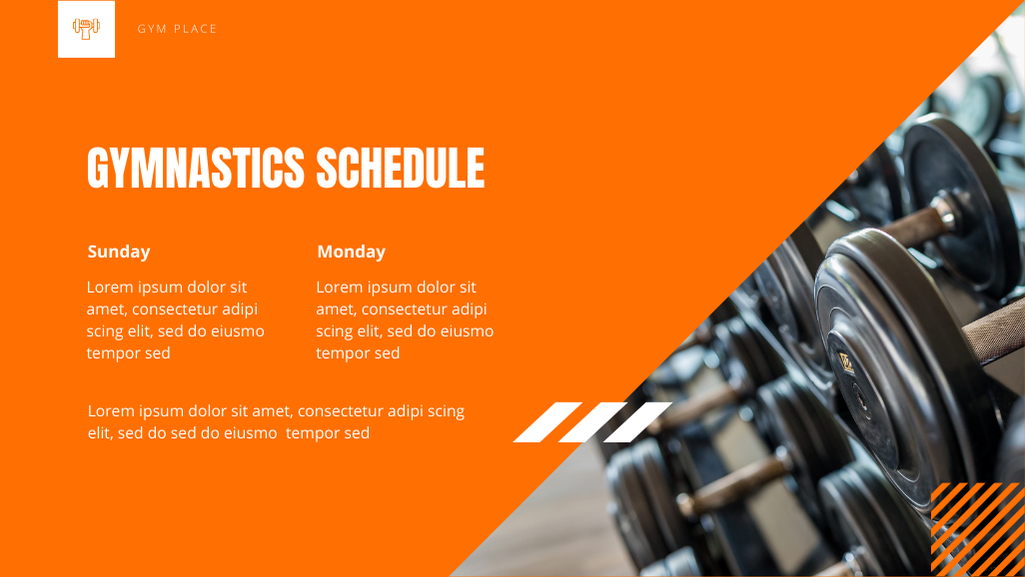 GYM PLACE
GYMNASTICS SCHEDULE
Sunday
Lorem ipsum dolor sit
amet, consectetur adipi
scing elit, sed do eiusmo
tempor sed
Monday
Lorem ipsum dolor sit
amet, consectetur adipi
scing elit, sed do eiusmo
tempor sed
Lorem ipsum dolor sit amet, consectetur adipi scing
elit, sed do sed do eiusmo  tempor sed